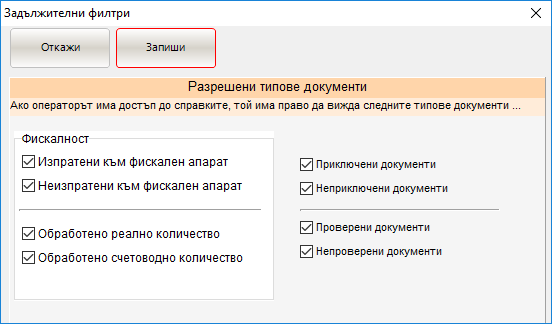 Задължителни филтри
Откажи
Запиши
Разрешени типове документи
Ако операторът има достъп до справките, той има право да вижда следните типове документи ...
Фискалност
Изпратени към фискален апарат
Неизпратени към фискален апарат
Обработено реално количество
Обработено счетоводно количество
Приключени документи
Неприключени документи
Проверени документи
Непроверени документи